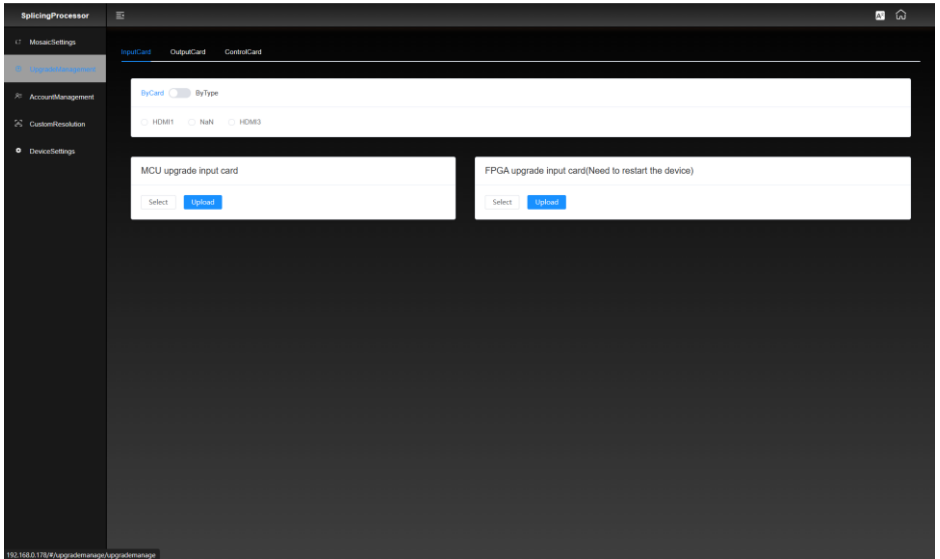 SplicingProcessor
MosaicSettings
UpgradeManagement
AccountManagement
CustomResolution
DeviceSettings
InputCard OutputCard ControlCard
ByCard ByType
HDMI1 NaN HDMI3
MCU upgrade input card
Select Upload
FPGA upgrade input card(Need to restart the device)
Select Upload
192.168.0.178/#/upgrademanage/upgrademanage